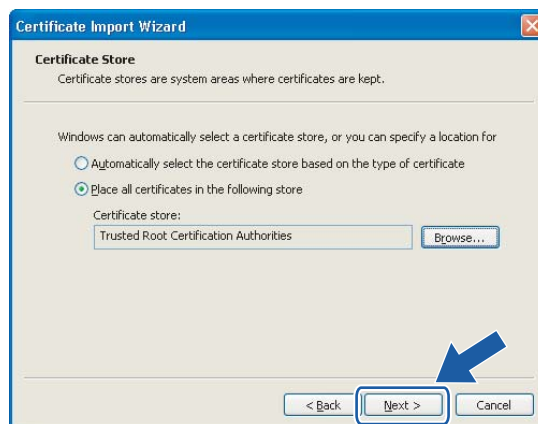 Certificate Import Wizard
Certificate Store
Certificate stores are system areas where certificates are kept.
Windows can automatically select a certificate store, or you can specify a location for
Automatically select the certificate store based on the type of certificate
Place all certificates in the following store
Certificate store:
Trusted Root Certification Authorities
Browse...
< Back
Next >
Cancel